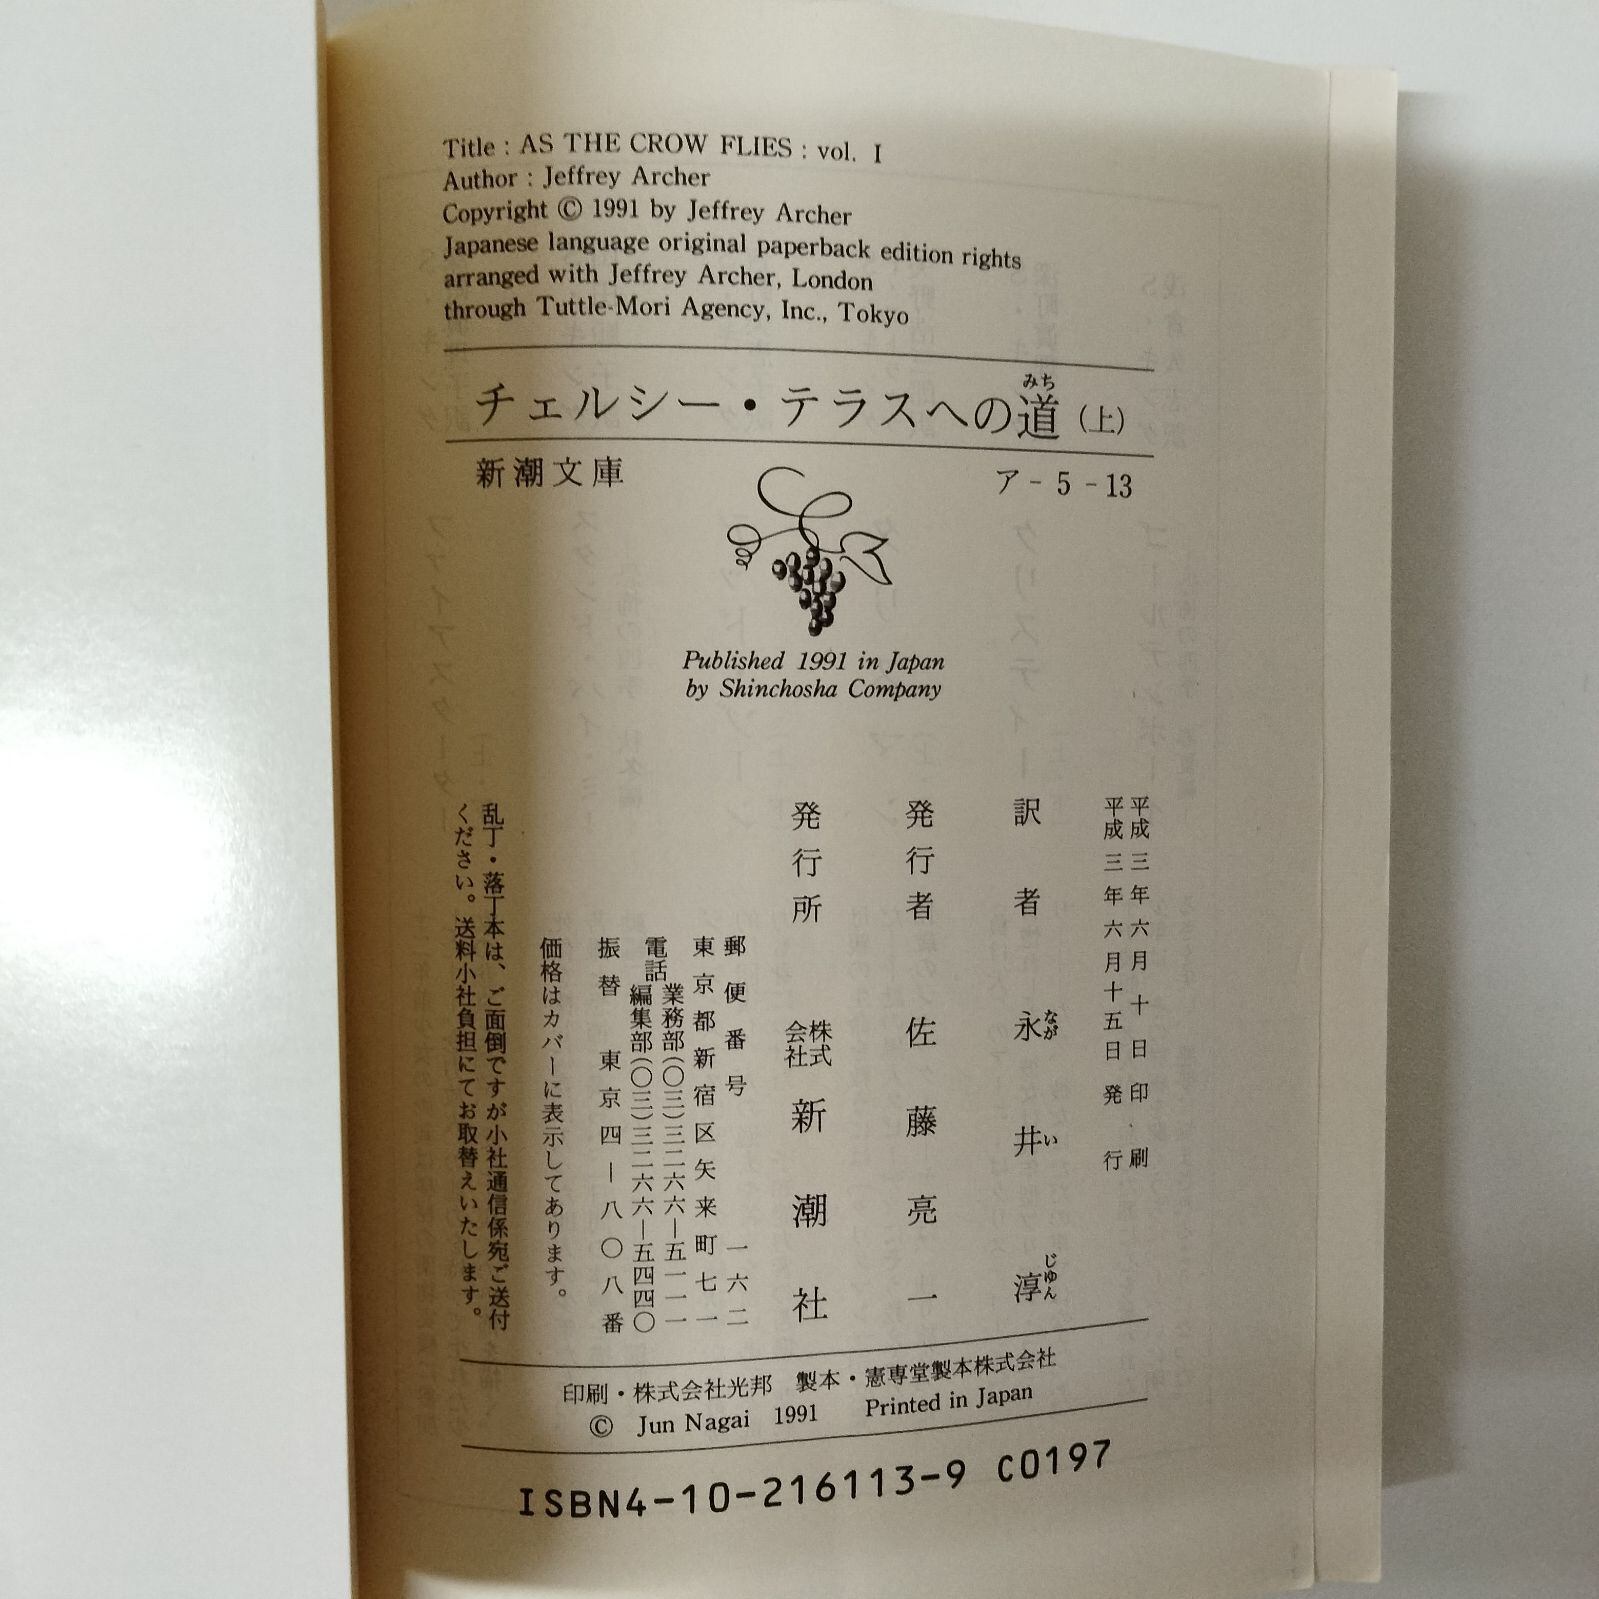 Title : AS THE CROW FLIES : vol. I
Author : Jeffrey Archer
Copyright © 1991 by Jeffrey Archer
Japanese language original paperback edition rights
arranged with Jeffrey Archer, London
through Tuttle-Mori Agency, Inc., Tokyo
みち
チェルシー・テラスへの道（上）
新潮文庫 ア-5-13
Published 1991 in Japan
by Shinchosha Company
平成三年六月十日印刷
平成三年六月十五日発行
訳者 永井淳
なが い じゅん
発行者 佐藤亮一
発行所 株式会社 新潮社
郵便番号 一六二
東京都新宿区矢来町七一
電話 業務部(〇三)三二六六―五一一一
編集部(〇三)三二六六―五四四〇
振替 東京四―八〇八番
価格はカバーに表示してあります。
乱丁・落丁本は、ご面倒ですが小社通信係宛ご送付
ください。送料小社負担にてお取替えいたします。
印刷・株式会社光邦 製本・憲専堂製本株式会社
© Jun Nagai 1991 Printed in Japan
ISBN4-10-216113-9 C0197